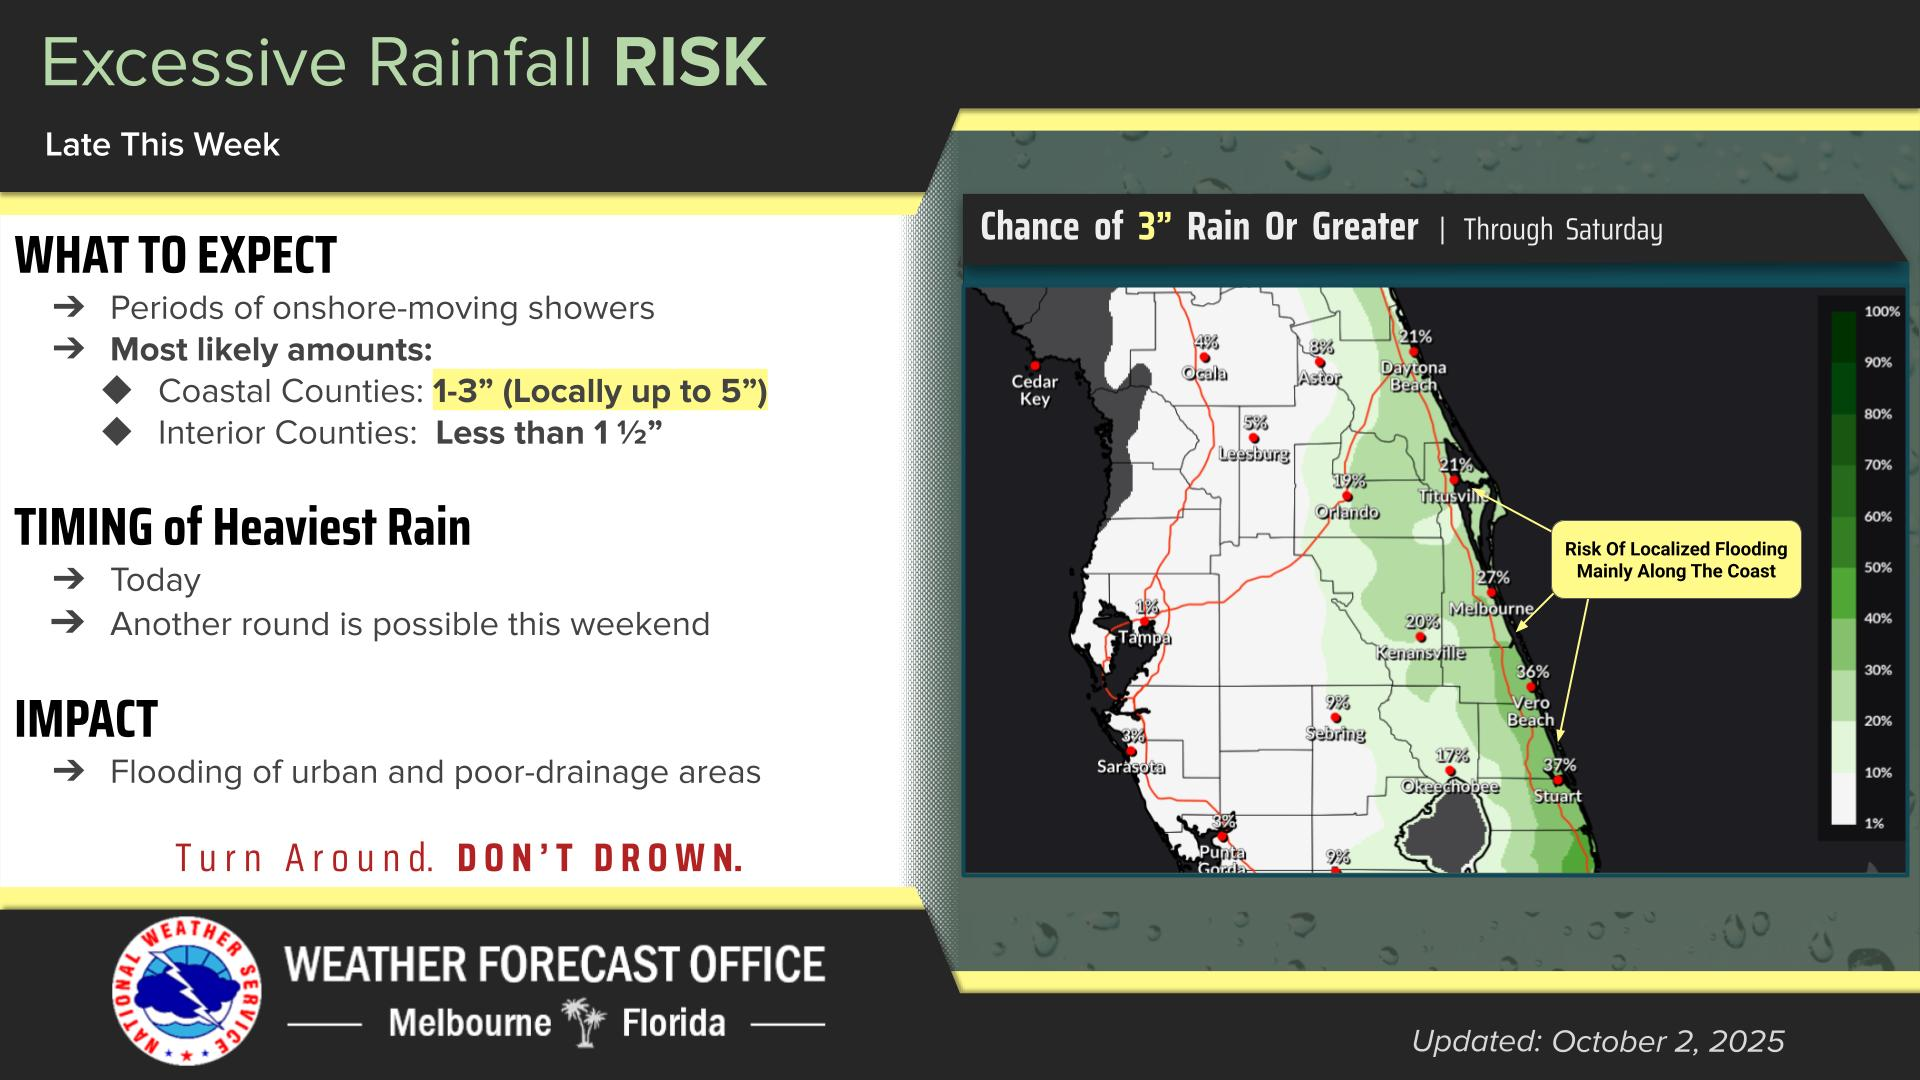 Excessive Rainfall RISK
Late This Week
WHAT TO EXPECT
➔ Periods of onshore-moving showers
➔ Most likely amounts:
◆ Coastal Counties: 1-3” (Locally up to 5”)
◆ Interior Counties: Less than 1 ½”
TIMING of Heaviest Rain
➔ Today
➔ Another round is possible this weekend
IMPACT
➔ Flooding of urban and poor-drainage areas
Turn Around. DON’T DROWN.
Chance of 3” Rain Or Greater | Through Saturday
Cedar
Key
4%
Ocala
8%
Astor
21%
Daytona
Beach
5%
Leesburg
19%
Orlando
21%
Titusville
Risk Of Localized Flooding
Mainly Along The Coast
27%
Melbourne
1%
Tampa
20%
Kenansville
36%
Vero
Beach
9%
Sebring
3%
Sarasota
17%
Okeechobee
37%
Stuart
3%
Punta
Gorda
9%
100%
90%
80%
70%
60%
50%
40%
30%
20%
10%
1%
NATIONAL WEATHER SERVICE
WEATHER FORECAST OFFICE
Melbourne Florida
Updated: October 2, 2025